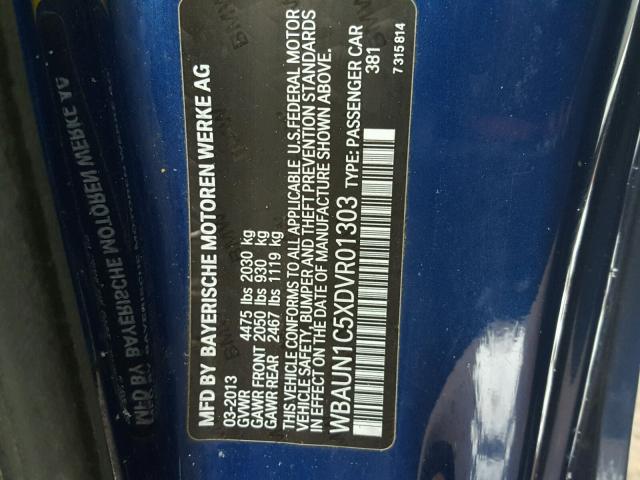 MFD BY BAYERISCHE MOTOREN WERKE AG
03-2013
GVWR 4475 lbs 2030 kg
GAWR FRONT 2050 lbs 930 kg
GAWR REAR 2467 lbs 1119 kg
THIS VEHICLE CONFORMS TO ALL APPLICABLE U.S.FEDERAL MOTOR
VEHICLE SAFETY, BUMPER AND THEFT PREVENTION STANDARDS
IN EFFECT ON THE DATE OF MANUFACTURE SHOWN ABOVE.
WBAUN1C5XDVR01303 TYPE: PASSENGER CAR
381
7 315 814